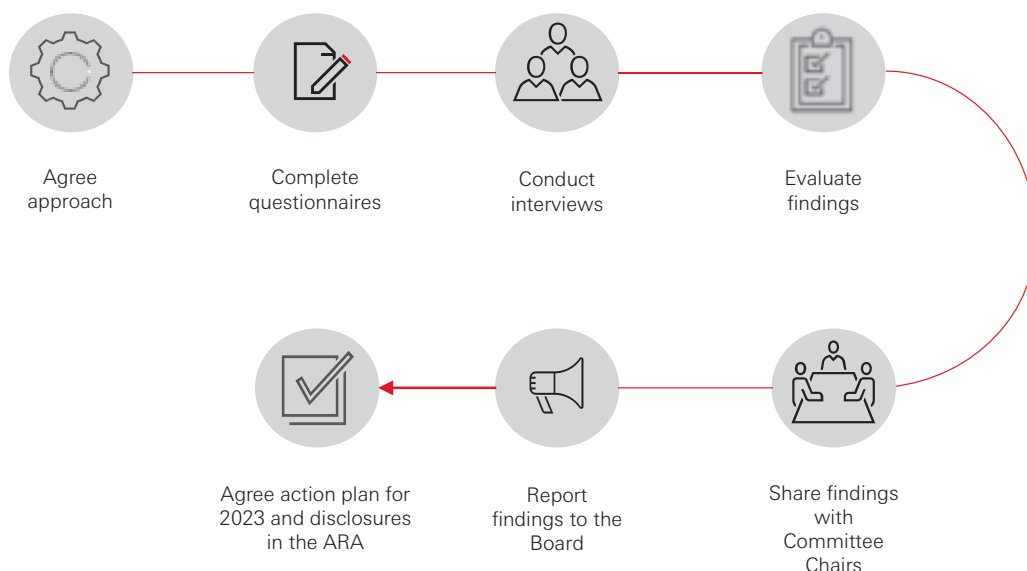 Agree
approach
Complete
questionnaires
Conduct
interviews
Evaluate
findings
Agree action plan for
2023 and disclosures
in the ARA
Report
findings to the
Board
Share findings
with
Committee
Chairs